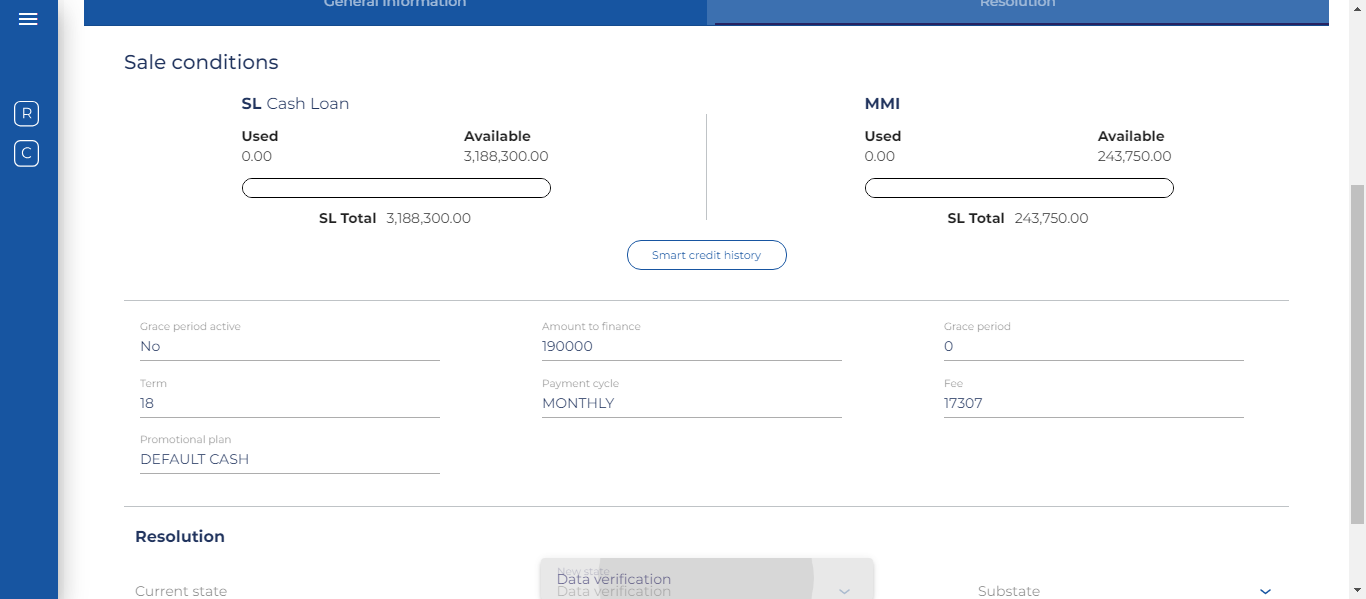 General Information
Resolution
R
C
Sale conditions
SL Cash Loan
Used
Available
0.00
3,188,300.00
SL Total 3,188,300.00
MMI
Used
Available
0.00
243,750.00
SL Total 243,750.00
Smart credit history
Grace period active
No
Amount to finance
190000
Grace period
0
Term
18
Payment cycle
MONTHLY
Fee
17307
Promotional plan
DEFAULT CASH
Resolution
Current state
New state
Data verification
Data verification
Substate